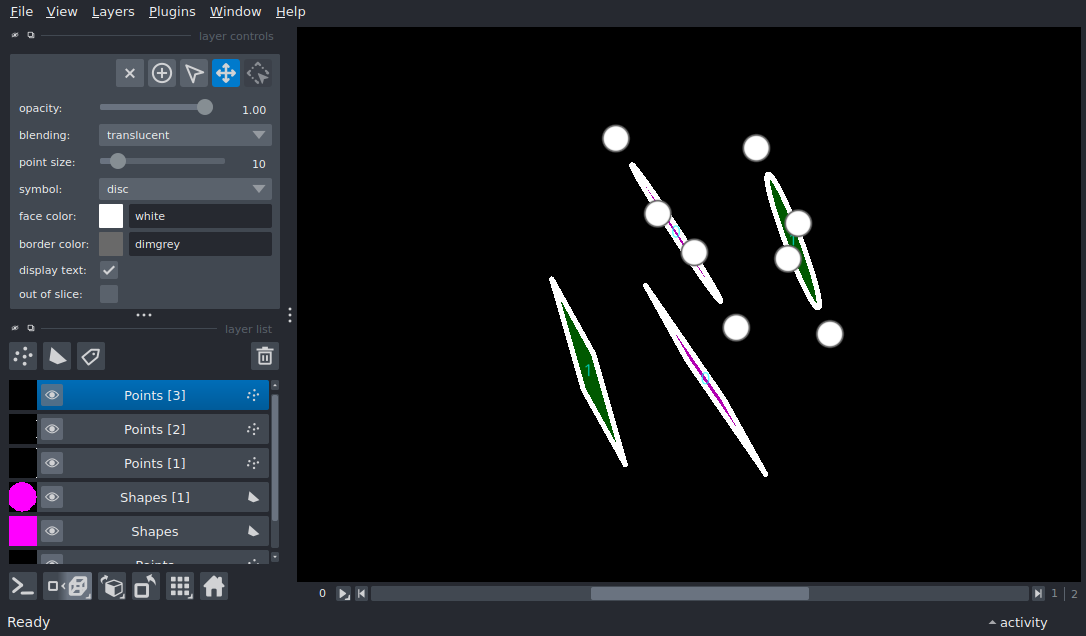 File View Layers Plugins Window Help
layer controls
opacity: 1.00
blending: translucent
point size: 10
symbol: disc
face color: white
border color: dimgrey
display text:
out of slice:
layer list
Points [3]
Points [2]
Points [1]
Shapes [1]
Shapes
Points
1
0 1 2
Ready activity